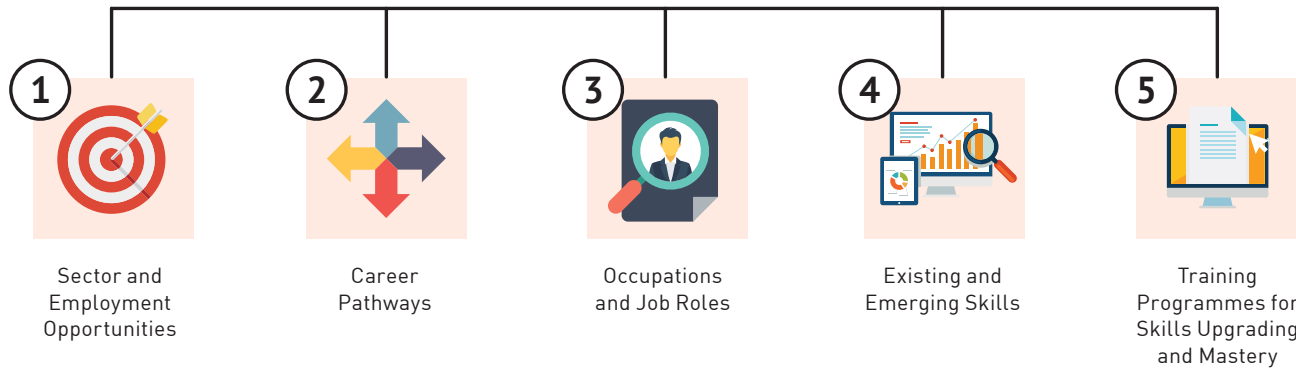 1
Sector and
Employment
Opportunities
2
Career
Pathways
3
Occupations
and Job Roles
4
Existing and
Emerging Skills
5
Training
Programmes for
Skills Upgrading
and Mastery